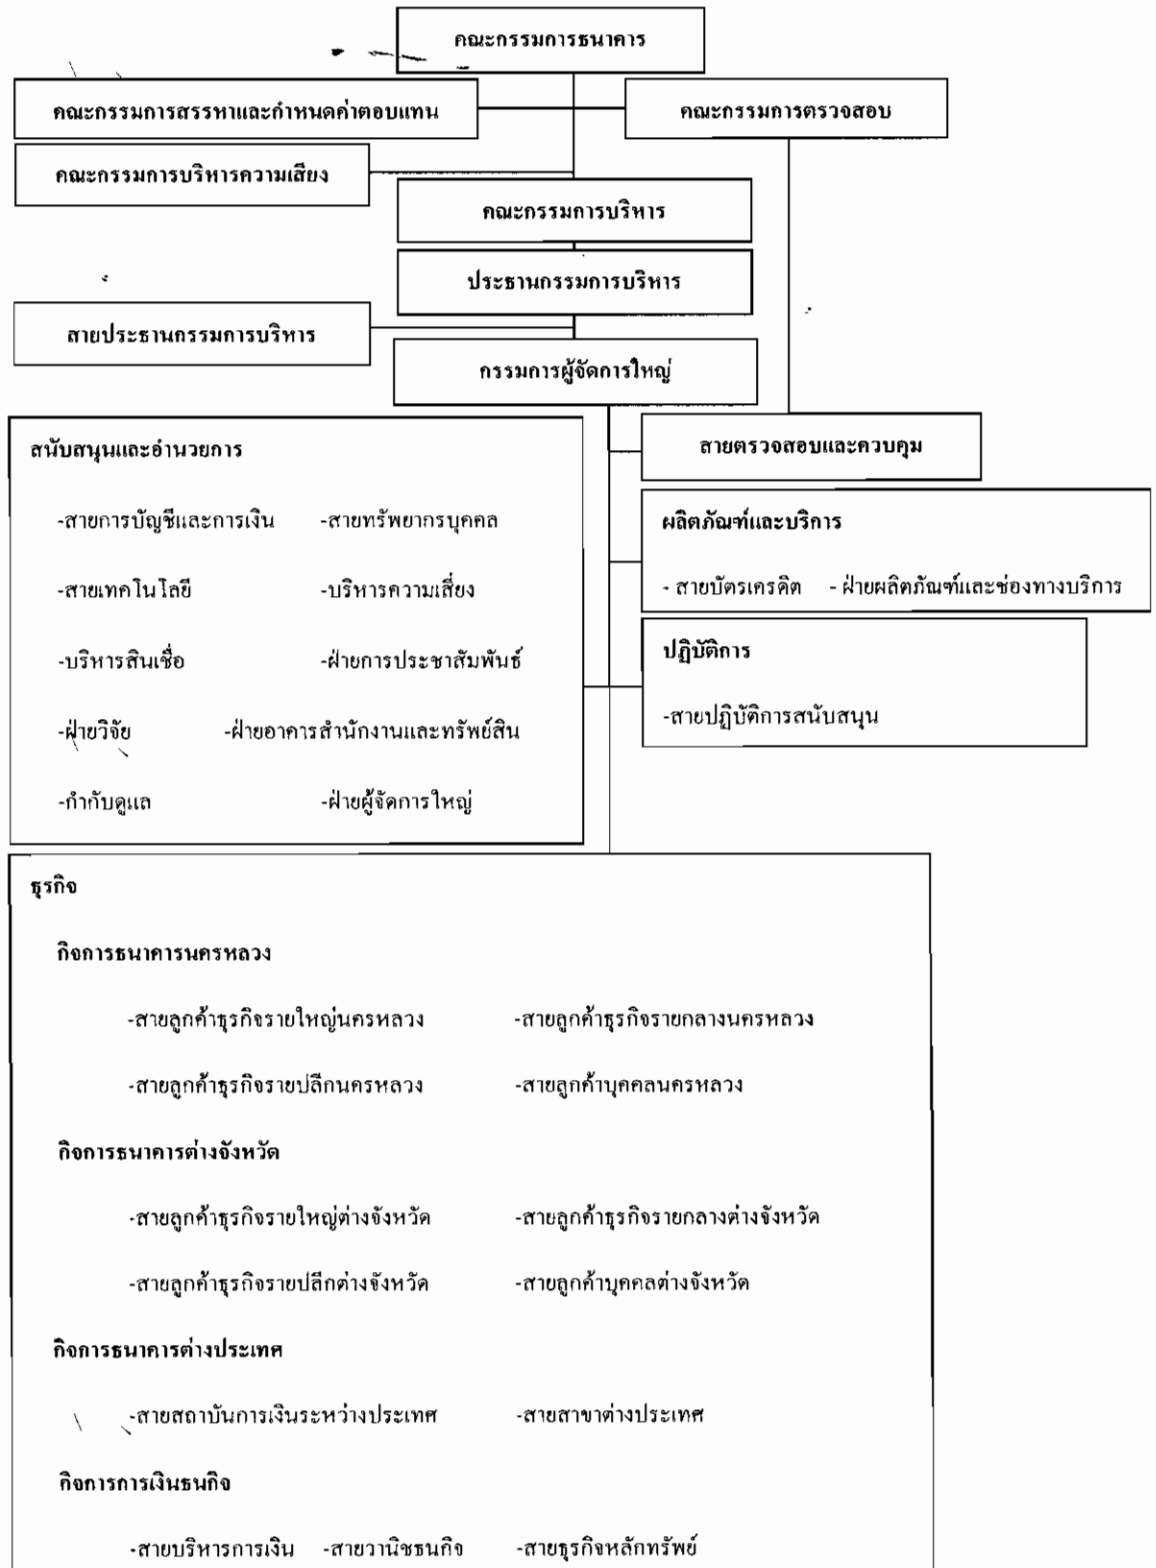 คณะกรรมการธนาคาร
คณะกรรมการสรรหาและกำหนดค่าตอบแทน
คณะกรรมการตรวจสอบ
คณะกรรมการบริหารความเสี่ยง
คณะกรรมการบริหาร
ประธานกรรมการบริหาร
สายประธานกรรมการบริหาร
กรรมการผู้จัดการใหญ่
สนับสนุนและอำนวยการ
-สายการบัญชีและการเงิน -สายทรัพยากรบุคคล
-สายเทคโนโลยี -บริหารความเสี่ยง
-บริหารสินเชื่อ -ฝ่ายการประชาสัมพันธ์
-ฝ่ายวิจัย -ฝ่ายอาคารสำนักงานและทรัพย์สิน
-กำกับดูแล -ฝ่ายผู้จัดการใหญ่
สายตรวจสอบและควบคุม
ผลิตภัณฑ์และบริการ
- สายบัตรเครดิต - ฝ่ายผลิตภัณฑ์และช่องทางบริการ
ปฏิบัติการ
-สายปฏิบัติการสนับสนุน
ธุรกิจ
กิจการธนาคารนครหลวง
-สายลูกค้าธุรกิจรายใหญ่นครหลวง -สายลูกค้าธุรกิจรายกลางนครหลวง
-สายลูกค้าธุรกิจรายปลีกนครหลวง -สายลูกค้าบุคคลนครหลวง
กิจการธนาคารต่างจังหวัด
-สายลูกค้าธุรกิจรายใหญ่ต่างจังหวัด -สายลูกค้าธุรกิจรายกลางต่างจังหวัด
-สายลูกค้าธุรกิจรายปลีกต่างจังหวัด -สายลูกค้าบุคคลต่างจังหวัด
กิจการธนาคารต่างประเทศ
-สายสถาบันการเงินระหว่างประเทศ -สายสาขาต่างประเทศ
กิจการการเงินธนกิจ
-สายบริหารการเงิน -สายวานิชธนกิจ -สายธุรกิจหลักทรัพย์